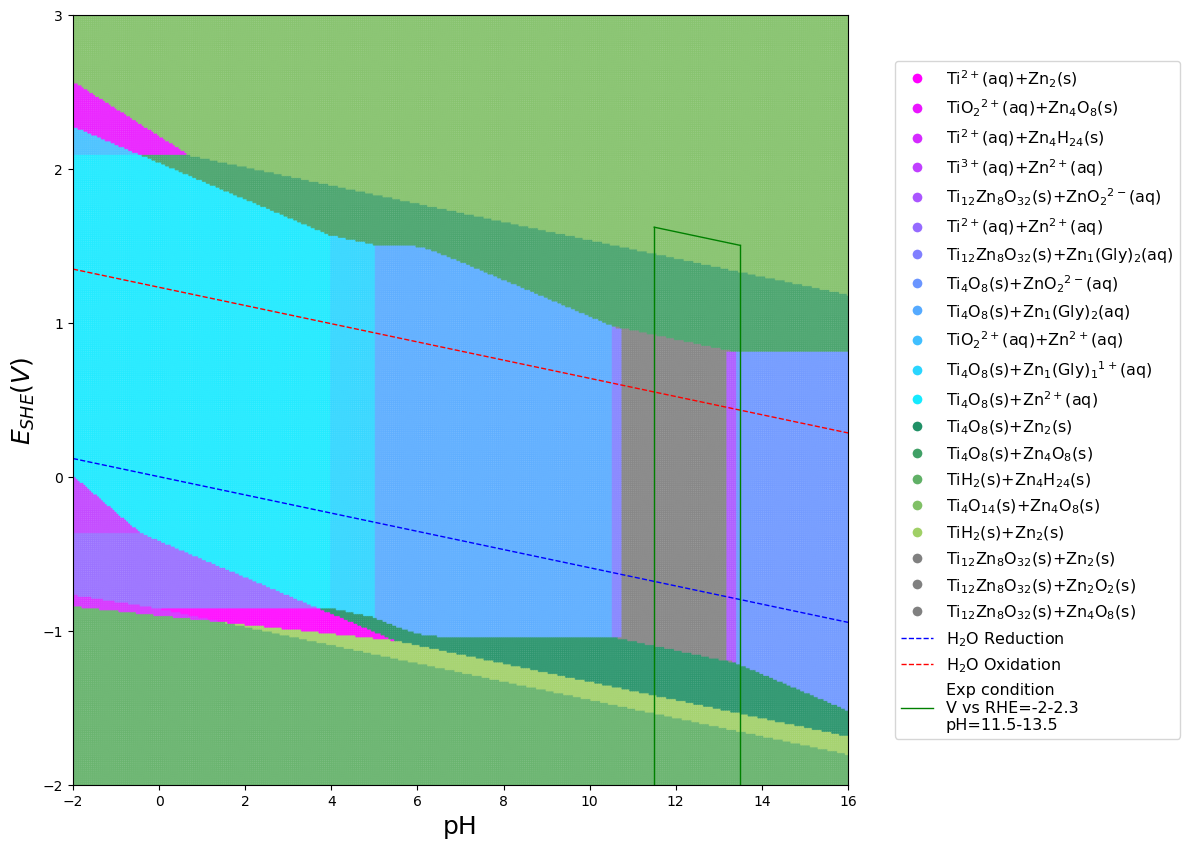 3
2
1
0
−1
−2
−2 0 2 4 6 8 10 12 14 16
E_SHE(V)
pH
Ti²⁺(aq)+Zn₂(s)
TiO₂²⁺(aq)+Zn₄O₈(s)
Ti²⁺(aq)+Zn₄H₂₄(s)
Ti³⁺(aq)+Zn²⁺(aq)
Ti₁₂Zn₈O₃₂(s)+ZnO₂²⁻(aq)
Ti²⁺(aq)+Zn²⁺(aq)
Ti₁₂Zn₈O₃₂(s)+Zn₁(Gly)₂(aq)
Ti₄O₈(s)+ZnO₂²⁻(aq)
Ti₄O₈(s)+Zn₁(Gly)₂(aq)
TiO₂²⁺(aq)+Zn²⁺(aq)
Ti₄O₈(s)+Zn₁(Gly)₁¹⁺(aq)
Ti₄O₈(s)+Zn²⁺(aq)
Ti₄O₈(s)+Zn₂(s)
Ti₄O₈(s)+Zn₄O₈(s)
TiH₂(s)+Zn₄H₂₄(s)
Ti₄O₁₄(s)+Zn₄O₈(s)
TiH₂(s)+Zn₂(s)
Ti₁₂Zn₈O₃₂(s)+Zn₂(s)
Ti₁₂Zn₈O₃₂(s)+Zn₂O₂(s)
Ti₁₂Zn₈O₃₂(s)+Zn₄O₈(s)
H₂O Reduction
H₂O Oxidation
Exp condition
V vs RHE=-2-2.3
pH=11.5-13.5